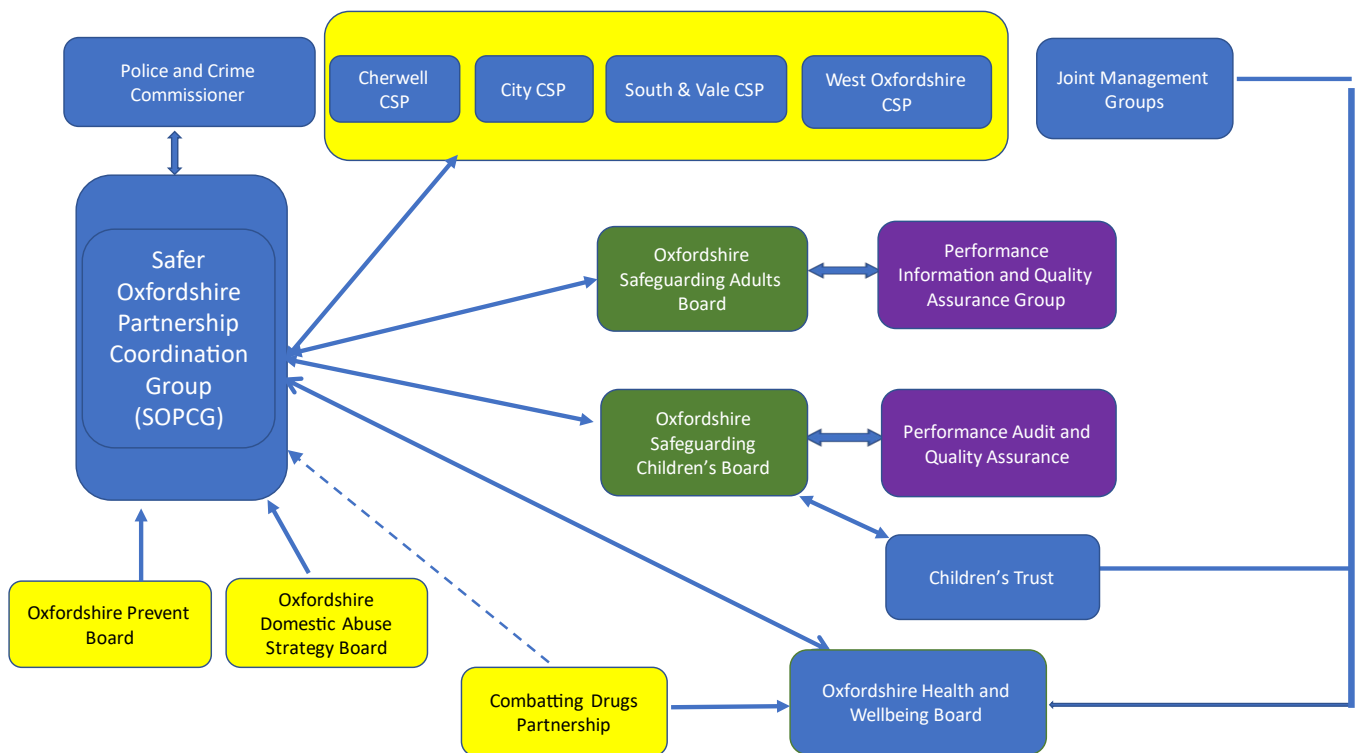 Police and Crime
Commissioner
Cherwell
CSP
City CSP
South & Vale CSP
West Oxfordshire
CSP
Joint Management
Groups
Safer
Oxfordshire
Partnership
Coordination
Group
(SOPCG)
Oxfordshire
Safeguarding Adults
Board
Performance
Information and Quality
Assurance Group
Oxfordshire
Safeguarding
Children’s Board
Performance Audit and
Quality Assurance
Children’s Trust
Oxfordshire Prevent
Board
Oxfordshire
Domestic Abuse
Strategy Board
Combatting Drugs
Partnership
Oxfordshire Health and
Wellbeing Board